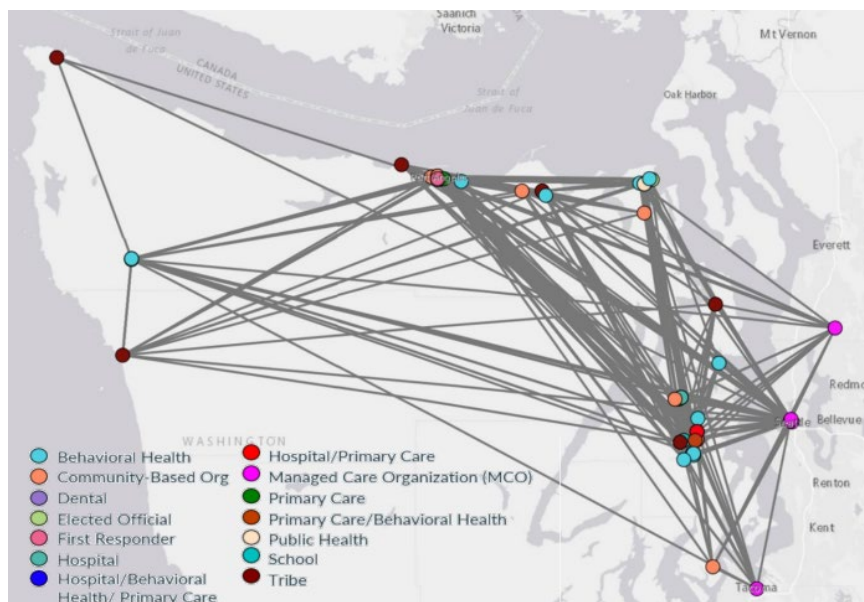 Saanich
Victoria
Mt Vernon
Strait of Juan
de Fuca
CANADA
UNITED STATES
Strait of
Juan de Fuca
Oak Harbor
Everett
Redmo
Bellevue
Seattle
Renton
Kent
Tacoma
WASHINGTON
Behavioral Health
Community-Based Org
Dental
Elected Official
First Responder
Hospital
Hospital/Behavioral
Health/ Primary Care
Hospital/Primary Care
Managed Care Organization (MCO)
Primary Care
Primary Care/Behavioral Health
Public Health
School
Tribe